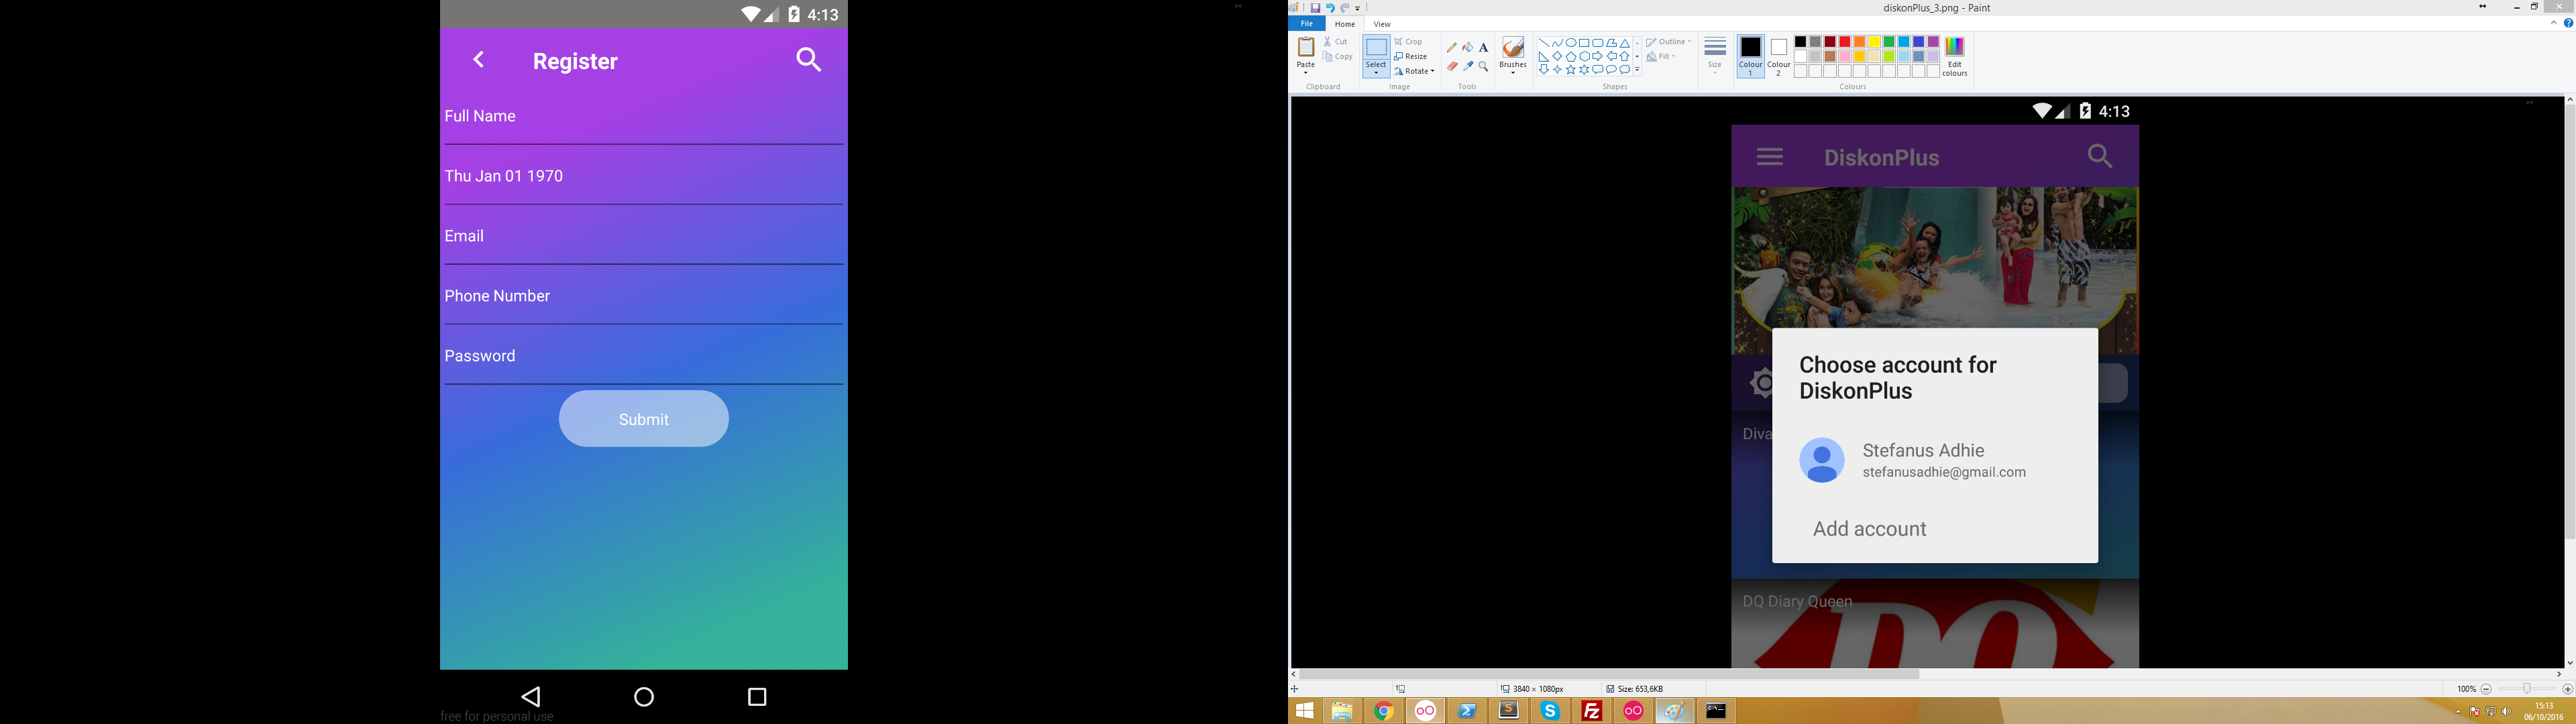 4:13
Register
Full Name
Thu Jan 01 1970
Email
Phone Number
Password
Submit
free for personal use
diskonPlus_3.png - Paint
File Home View
Paste
Cut
Copy
Clipboard
Select
Crop
Resize
Rotate
Image
Tools
Brushes
Shapes
Outline
Fill
Size
Colour 1
Colour 2
Edit colours
Colours
4:13
DiskonPlus
Choose account for
DiskonPlus
Stefanus Adhie
stefanusadhie@gmail.com
Add account
Diva
DQ Diary Queen
DQ
3840 × 1080px
Size: 653,6KB
100%
15:13
06/10/2016